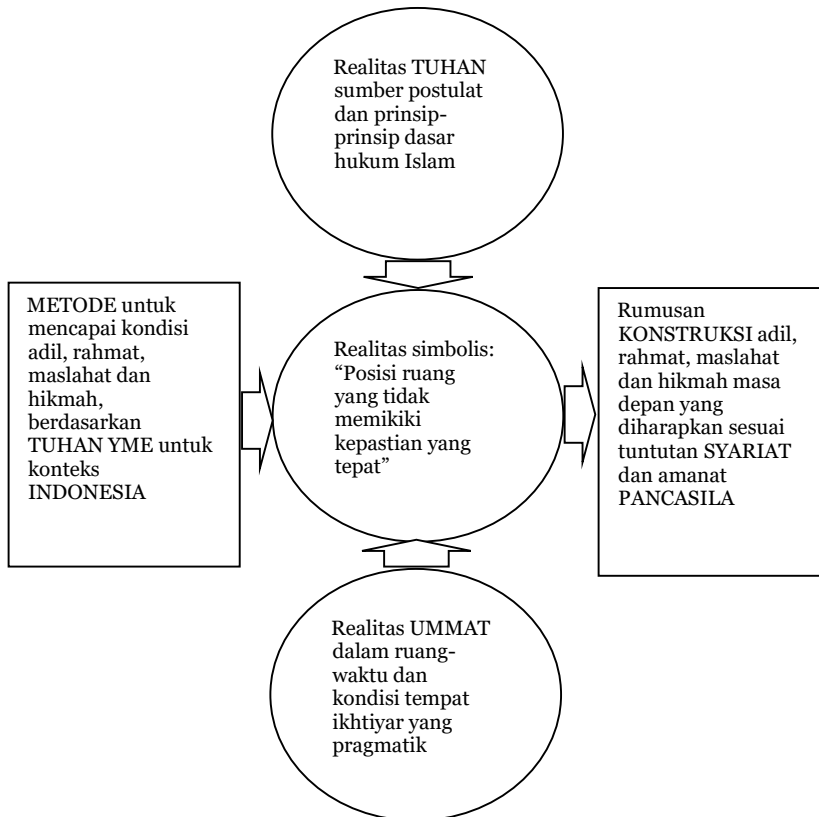 Realitas TUHAN
sumber postulat
dan prinsip-
prinsip dasar
hukum Islam
METODE untuk
mencapai kondisi
adil, rahmat,
maslahat dan
hikmah,
berdasarkan
TUHAN YME untuk
konteks
INDONESIA
Realitas simbolis:
“Posisi ruang
yang tidak
memikiki
kepastian yang
tepat”
Rumusan
KONSTRUKSI adil,
rahmat, maslahat
dan hikmah masa
depan yang
diharapkan sesuai
tuntutan SYARIAT
dan amanat
PANCASILA
Realitas UMMAT
dalam ruang-
waktu dan
kondisi tempat
ikhtiyar yang
pragmatik